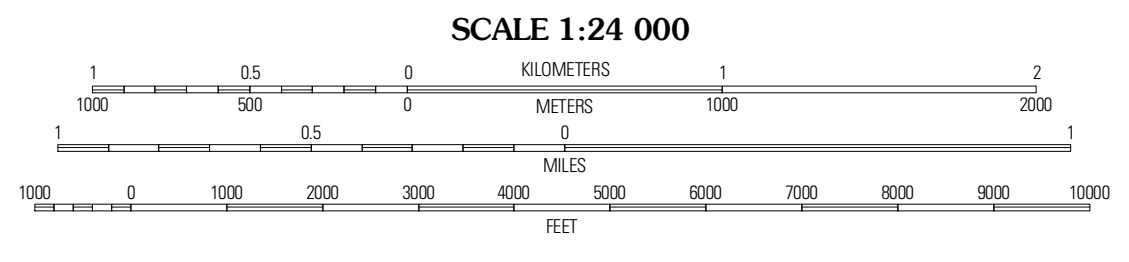 SCALE 1:24 000
1 0.5 0 KILOMETERS 1 2
1000 500 0 METERS 1000 2000
1 0.5 0 1
MILES
1000 0 1000 2000 3000 4000 5000 6000 7000 8000 9000 10000
FEET